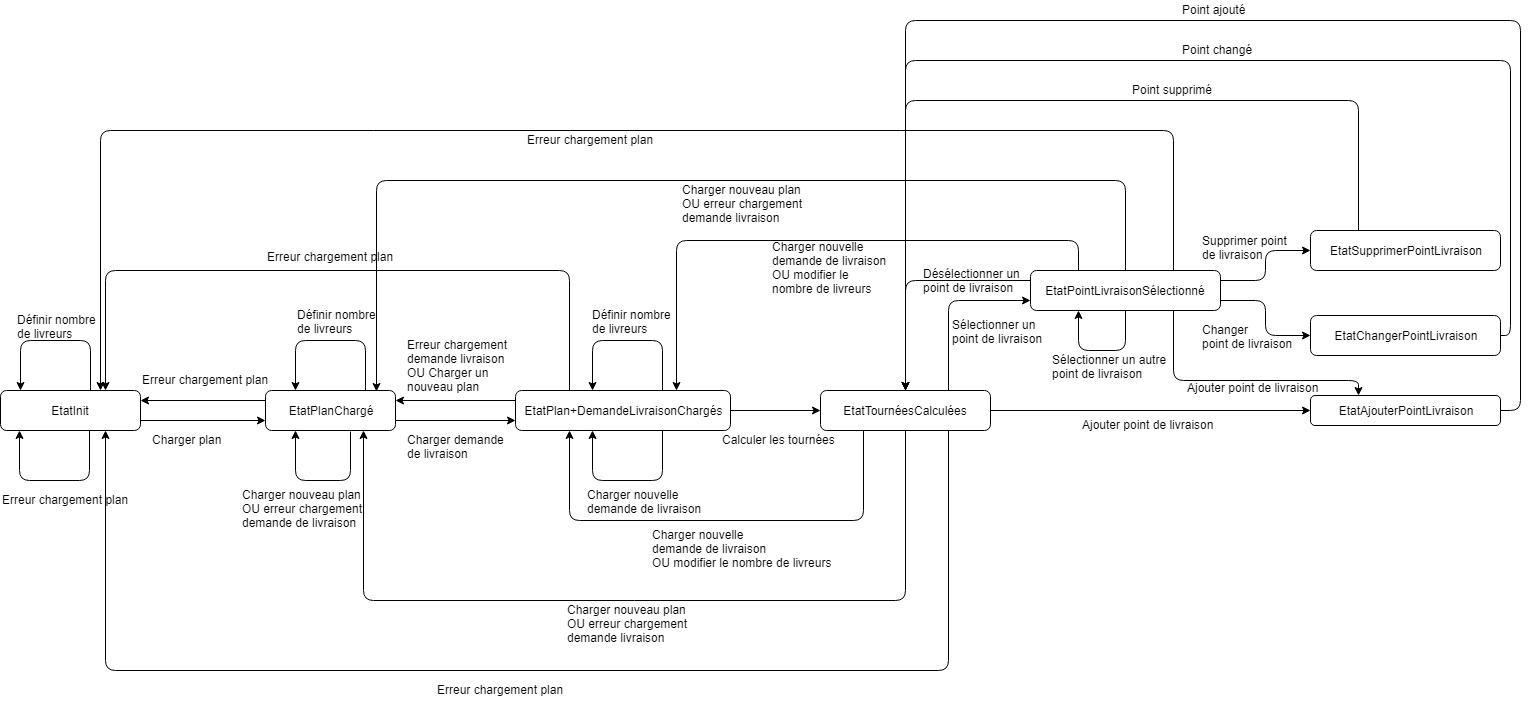 Point ajouté
Point changé
Point supprimé
Erreur chargement plan
Charger nouveau plan
OU erreur chargement
demande livraison
Supprimer point
de livraison
EtatSupprimerPointLivraison
Erreur chargement plan
Charger nouvelle
demande de livraison
OU modifier le
nombre de livreurs
Désélectionner un
point de livraison
EtatPointLivraisonSélectionné
Définir nombre
de livreurs
Définir nombre
de livreurs
Définir nombre
de livreurs
Sélectionner un
point de livraison
Changer
point de livraison
EtatChangerPointLivraison
Erreur chargement
demande livraison
OU Charger un
nouveau plan
Sélectionner un autre
point de livraison
Erreur chargement plan
Ajouter point de livraison
EtatInit
EtatPlanChargé
EtatPlan+DemandeLivraisonChargés
EtatTournéesCalculées
EtatAjouterPointLivraison
Charger plan
Charger demande
de livraison
Calculer les tournées
Ajouter point de livraison
Erreur chargement plan
Charger nouveau plan
OU erreur chargement
demande de livraison
Charger nouvelle
demande de livraison
Charger nouvelle
demande de livraison
OU modifier le nombre de livreurs
Charger nouveau plan
OU erreur chargement
demande livraison
Erreur chargement plan